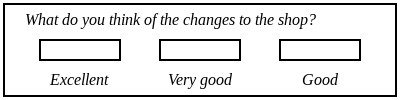 What do you think of the changes to the shop?
Excellent Very good Good